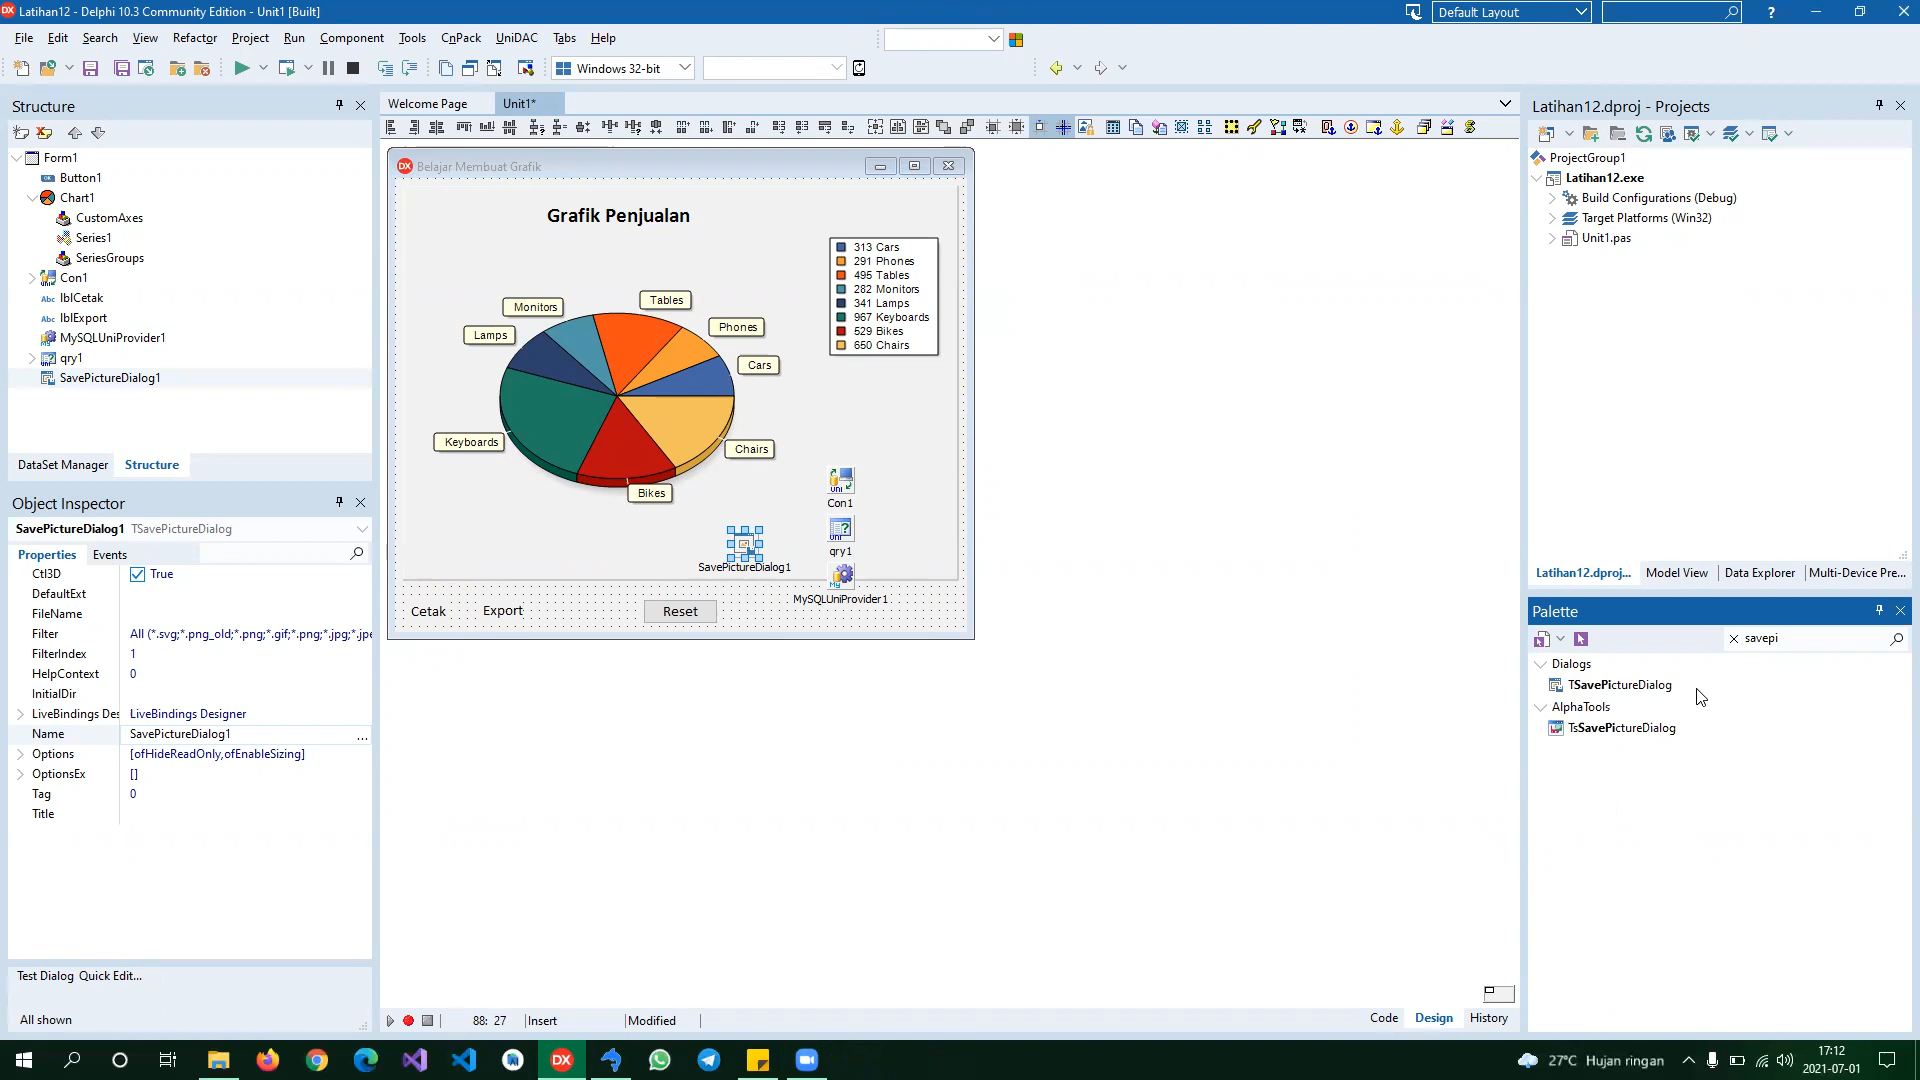 Latihan12 - Delphi 10.3 Community Edition - Unit1 [Built]
Default Layout
?
File Edit Search View Refactor Project Run Component Tools CnPack UniDAC Tabs Help
Windows 32-bit
Structure
Form1
Button1
Chart1
CustomAxes
Series1
SeriesGroups
Con1
lblCetak
lblExport
MySQLUniProvider1
qry1
SavePictureDialog1
DataSet Manager Structure
Object Inspector
SavePictureDialog1 TSavePictureDialog
Properties Events
Ctl3D True
DefaultExt
FileName
Filter All (*.svg;*.png_old;*.png;*.gif;*.png;*.jpg;*.jpe
FilterIndex 1
HelpContext 0
InitialDir
LiveBindings Des LiveBindings Designer
Name SavePictureDialog1 ...
Options [ofHideReadOnly,ofEnableSizing]
OptionsEx []
Tag 0
Title
Test Dialog Quick Edit...
All shown
Welcome Page Unit1*
Belajar Membuat Grafik
Grafik Penjualan
313 Cars
291 Phones
495 Tables
282 Monitors
341 Lamps
967 Keyboards
529 Bikes
650 Chairs
Monitors
Tables
Lamps
Phones
Cars
Keyboards
Chairs
Bikes
Con1
qry1
SavePictureDialog1
MySQLUniProvider1
Cetak Export Reset
88: 27 Insert Modified
Code Design History
Latihan12.dproj - Projects
ProjectGroup1
Latihan12.exe
Build Configurations (Debug)
Target Platforms (Win32)
Unit1.pas
Latihan12.dproj... Model View Data Explorer Multi-Device Pre...
Palette
savepi
Dialogs
TSavePictureDialog
AlphaTools
TsSavePictureDialog
27°C Hujan ringan
17:12
2021-07-01